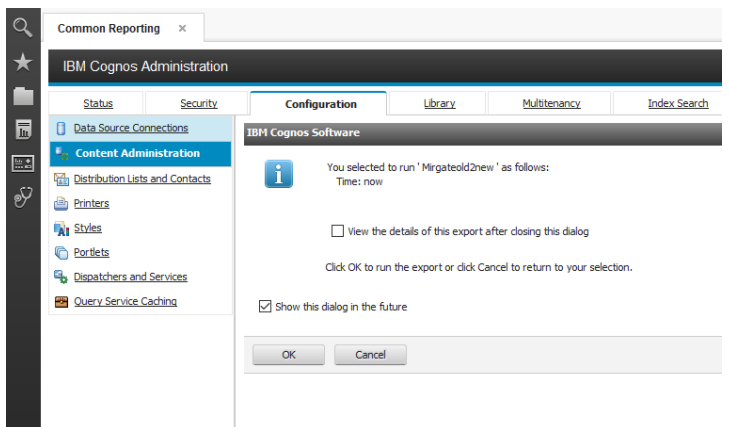 Common Reporting ×
IBM Cognos Administration
Status Security Configuration Library Multitenancy Index Search
Data Source Connections
Content Administration
Distribution Lists and Contacts
Printers
Styles
Portlets
Dispatchers and Services
Query Service Caching
IBM Cognos Software
You selected to run ' Mirgateold2new ' as follows:
Time: now
View the details of this export after closing this dialog
Click OK to run the export or click Cancel to return to your selection.
Show this dialog in the future
OK Cancel